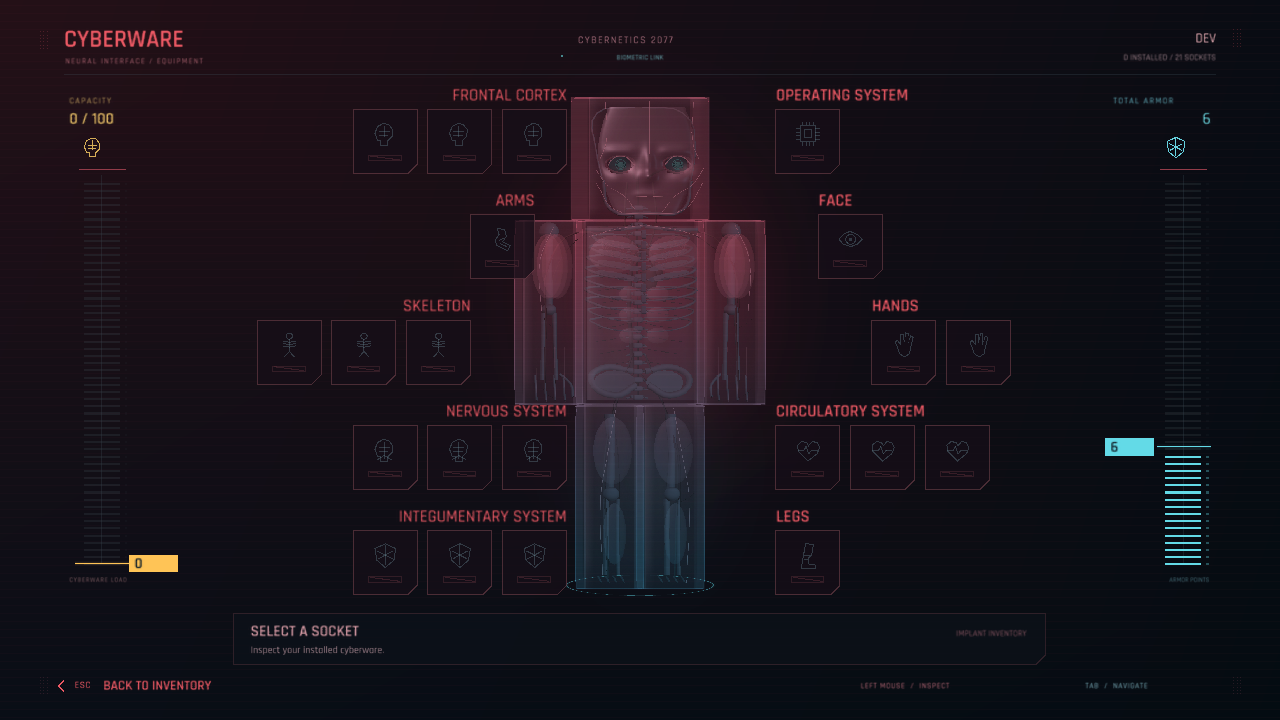 CYBERWARE
NEURAL INTERFACE / EQUIPMENT
CYBERNETICS 2077
BIOMETRIC LINK
DEV
0 INSTALLED / 21 SOCKETS
CAPACITY
0 / 100
TOTAL ARMOR
6
FRONTAL CORTEX
OPERATING SYSTEM
ARMS
FACE
SKELETON
HANDS
NERVOUS SYSTEM
CIRCULATORY SYSTEM
6
INTEGUMENTARY SYSTEM
LEGS
0
CYBERWARE LOAD
ARMOR POINTS
SELECT A SOCKET
Inspect your installed cyberware.
IMPLANT INVENTORY
ESC BACK TO INVENTORY
LEFT MOUSE / INSPECT
TAB / NAVIGATE